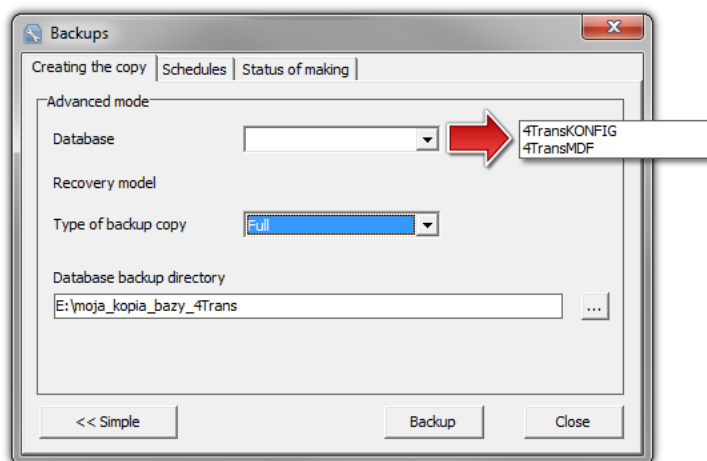 Backups
Creating the copy Schedules Status of making
Advanced mode
Database
4TransKONFIG
4TransMDF
Recovery model
Type of backup copy Full
Database backup directory
E:\moja_kopia_bazy_4Trans ...
<< Simple Backup Close